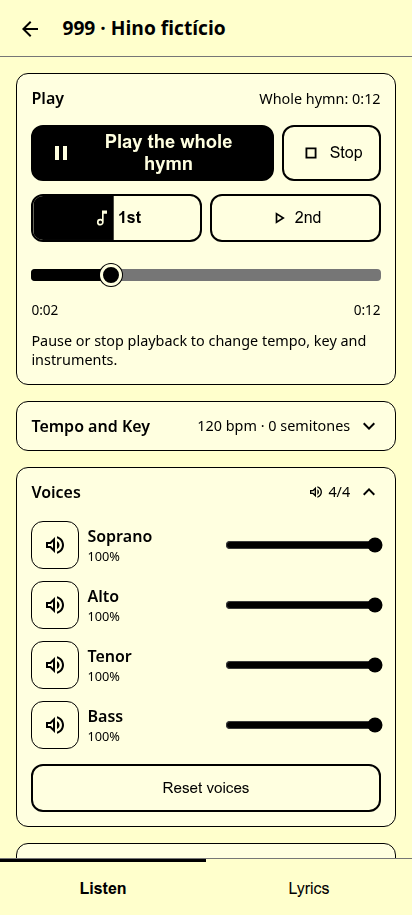 999 · Hino fictício
Play
Whole hymn: 0:12
Play the whole
hymn
Stop
1st
2nd
0:02
0:12
Pause or stop playback to change tempo, key and
instruments.
Tempo and Key
120 bpm · 0 semitones
Voices
4/4
Soprano
100%
Alto
100%
Tenor
100%
Bass
100%
Reset voices
Listen
Lyrics